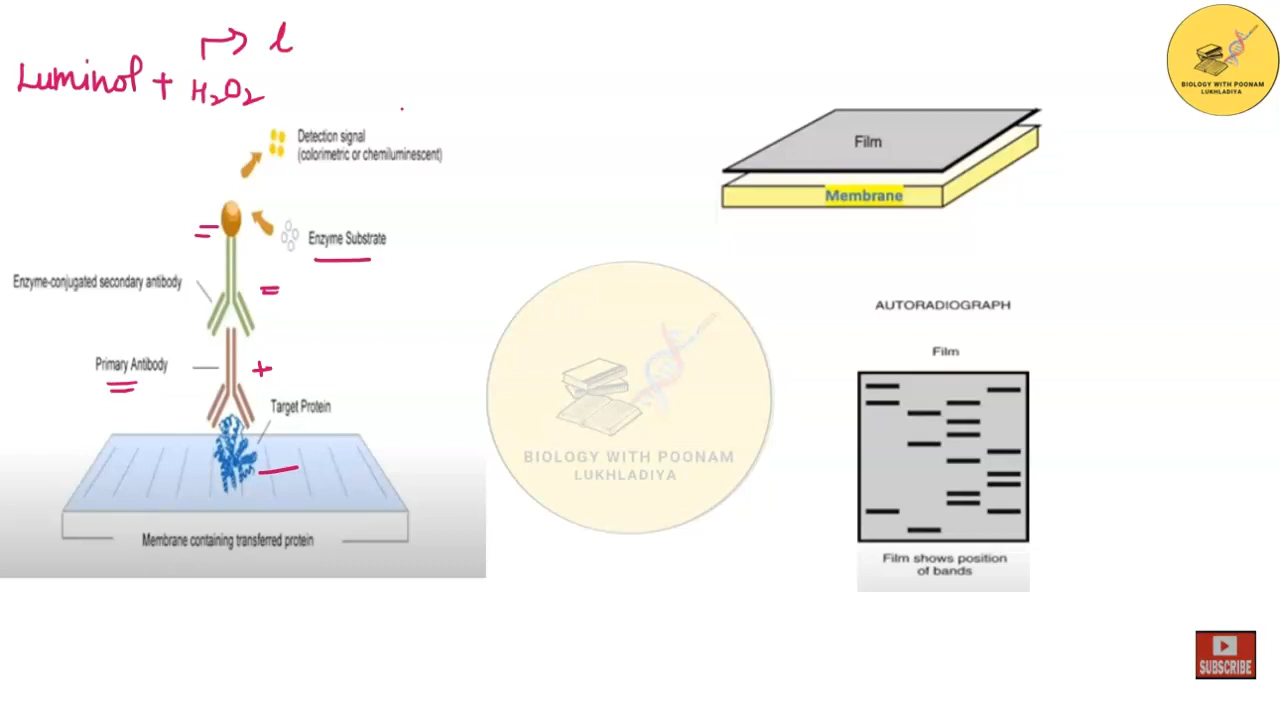 Luminol + H2O2 → l
Detection signal
(colorimetric or chemiluminescent)
Enzyme Substrate
Enzyme-conjugated secondary antibody
Primary Antibody
+
Target Protein
Membrane containing transferred protein
BIOLOGY WITH POONAM
LUKHLADIYA
Film
Membrane
AUTORADIOGRAPH
Film
Film shows position
of bands
BIOLOGY WITH POONAM
LUKHLADIYA
SUBSCRIBE